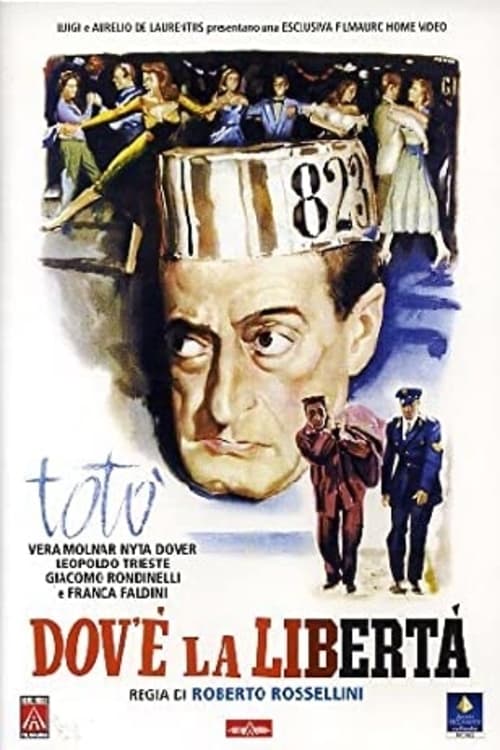 LUIGI e AURELIO DE LAURENTIIS presentano una ESCLUSIVA FILMAURO HOME VIDEO
823
totò
VERA MOLNAR NYTA DOVER
LEOPOLDO TRIESTE
GIACOMO RONDINELLI
e FRANCA FALDINI
DOV'É LA LIBERTÁ
REGIA DI ROBERTO ROSSELLINI